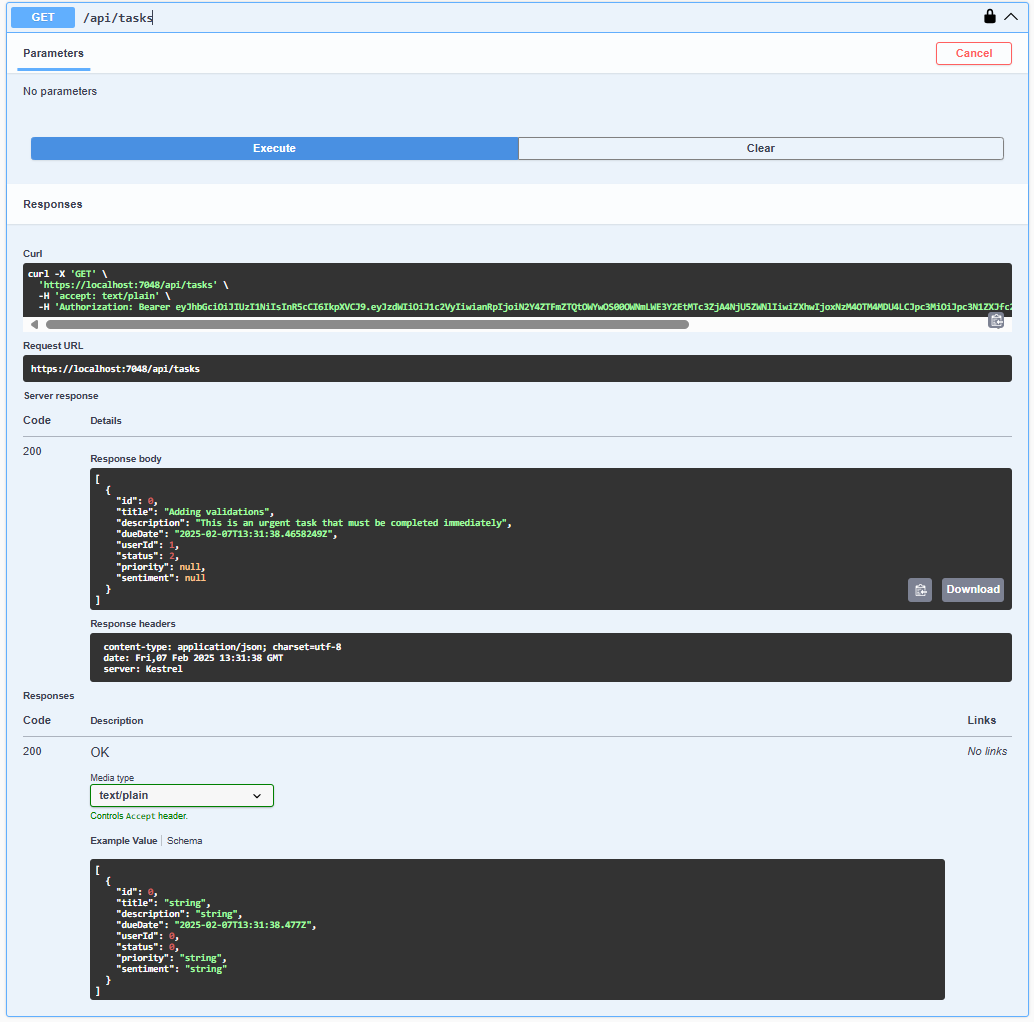 GET /api/tasks
Parameters
Cancel
No parameters
Execute
Clear
Responses
Curl
curl -X 'GET' \
  'https://localhost:7048/api/tasks' \
  -H 'accept: text/plain' \
  -H 'Authorization: Bearer
Request URL
https://localhost:7048/api/tasks
Server response
Code Details
200
Response body
[
  {
    "id": 0,
    "title": "Adding validations",
    "description": "This is an urgent task that must be completed immediately",
    "dueDate": "2025-02-07T13:31:38.4658249Z",
    "userId": 1,
    "status": 2,
    "priority": null,
    "sentiment": null
  }
]
Download
Response headers
content-type: application/json; charset=utf-8
date: Fri,07 Feb 2025 13:31:38 GMT
server: Kestrel
Responses
Code Description Links
200 OK No links
Media type
text/plain
Controls Accept header.
Example Value | Schema
[
  {
    "id": 0,
    "title": "string",
    "description": "string",
    "dueDate": "2025-02-07T13:31:38.477Z",
    "userId": 0,
    "status": 0,
    "priority": "string",
    "sentiment": "string"
  }
]